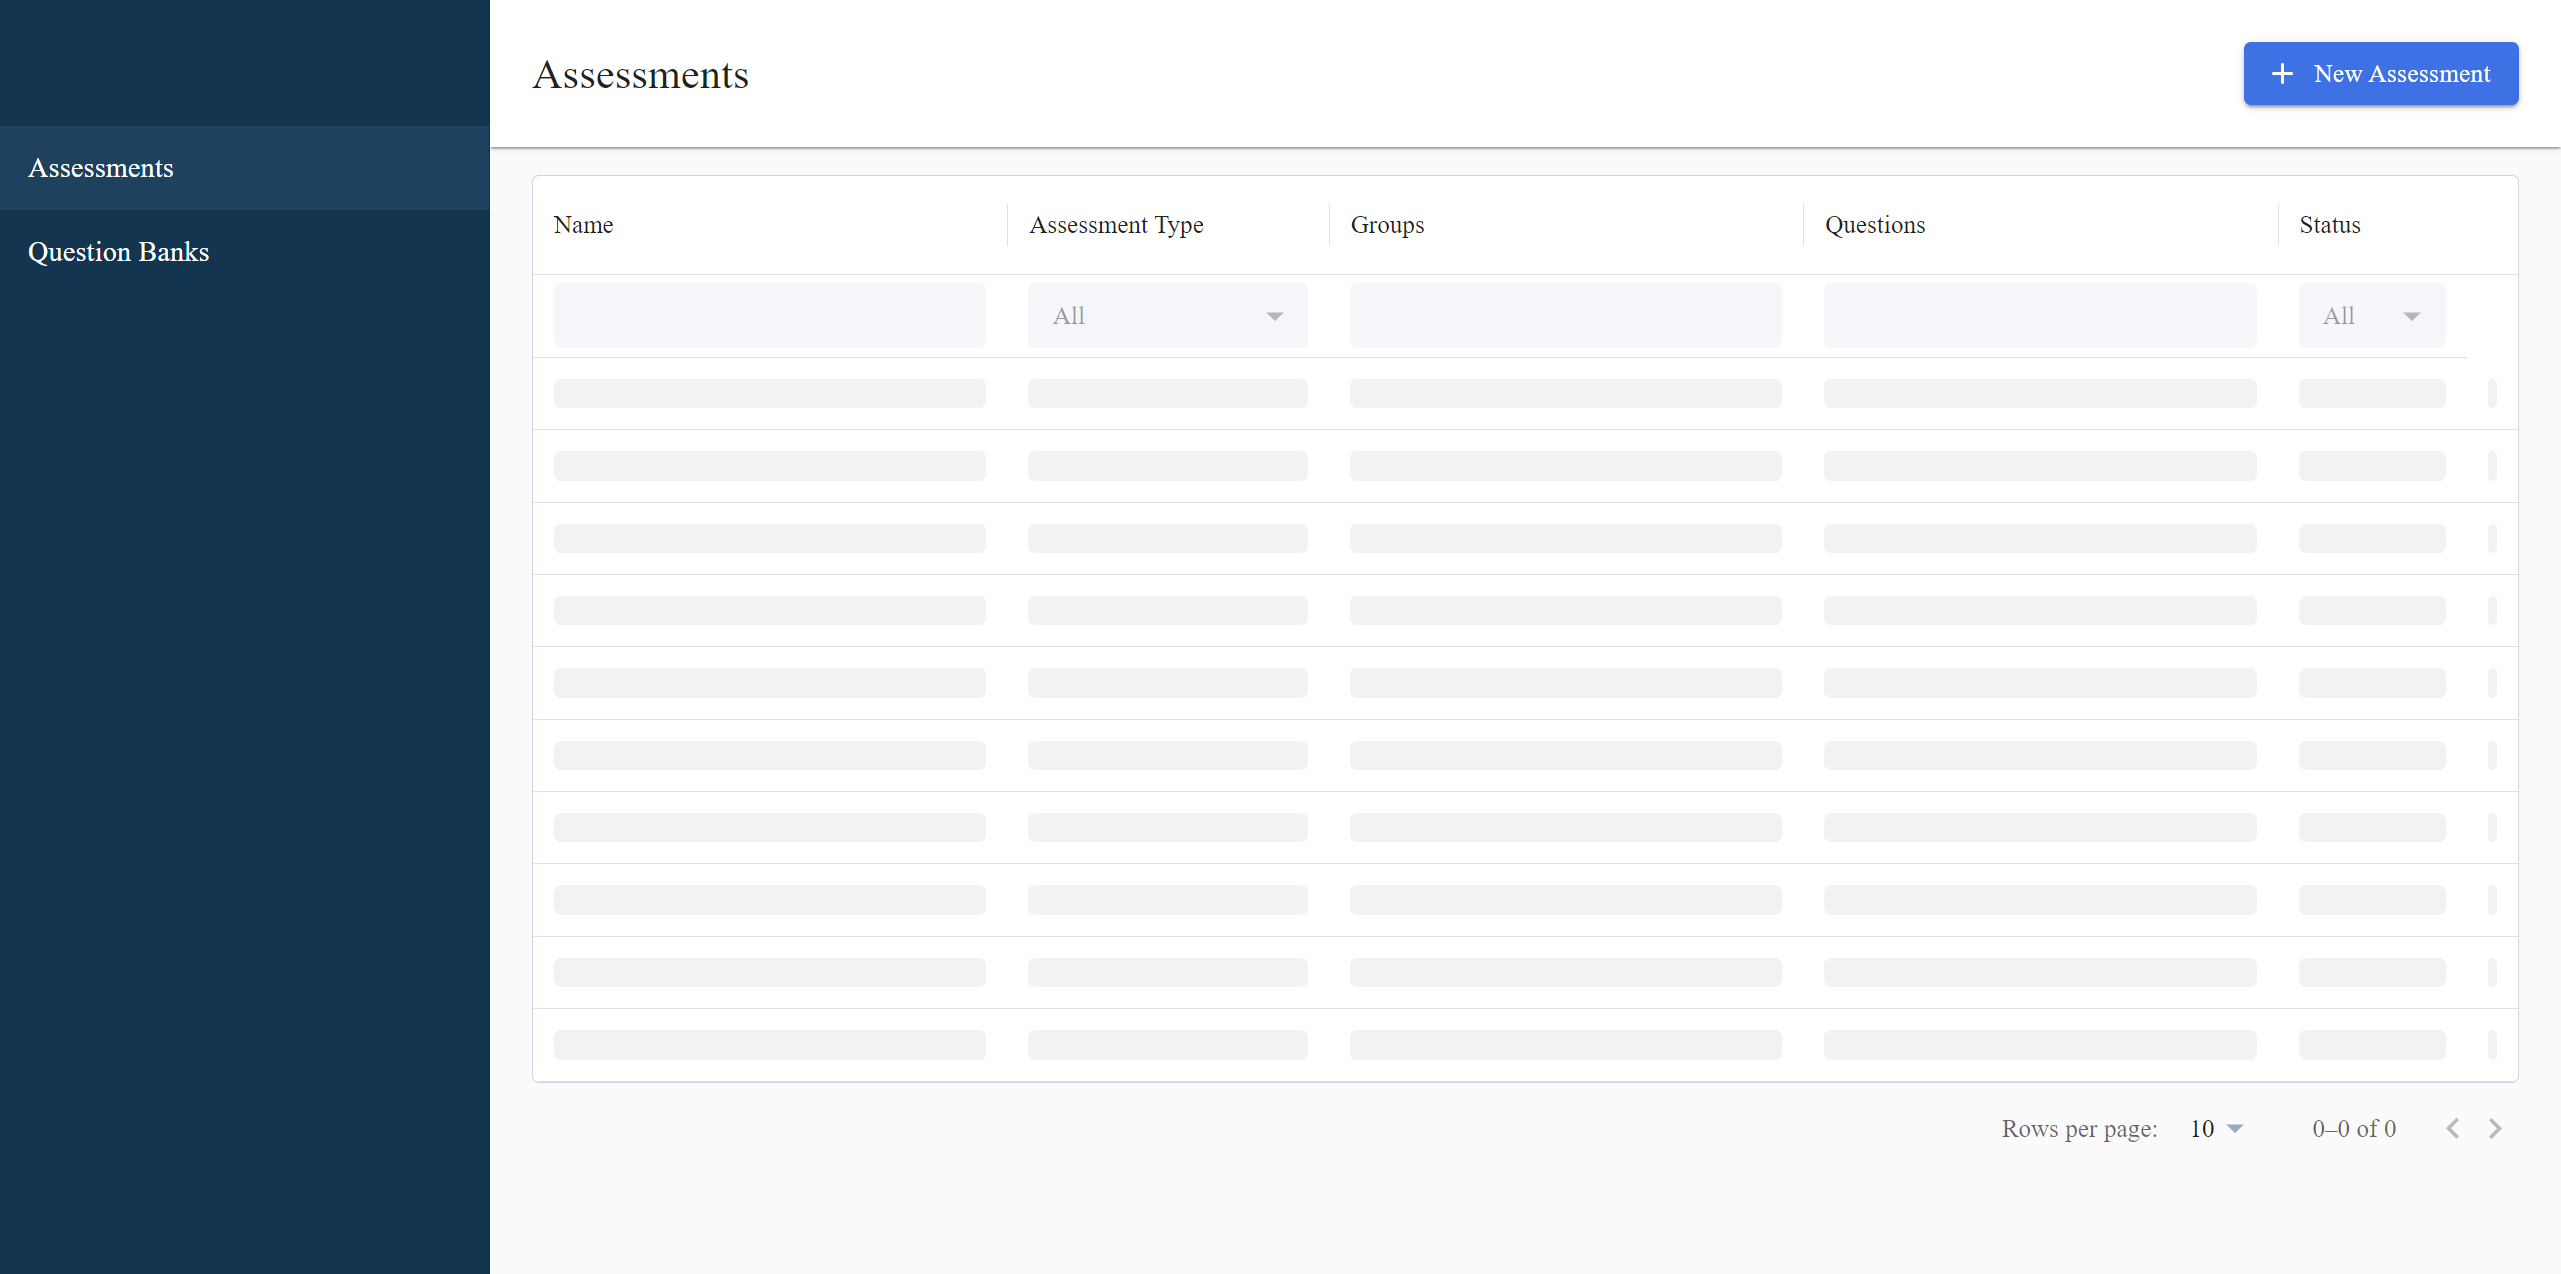 Assessments
Question Banks
Assessments
New Assessment
Name
Assessment Type
Groups
Questions
Status
All
All
Rows per page:
10
0–0 of 0